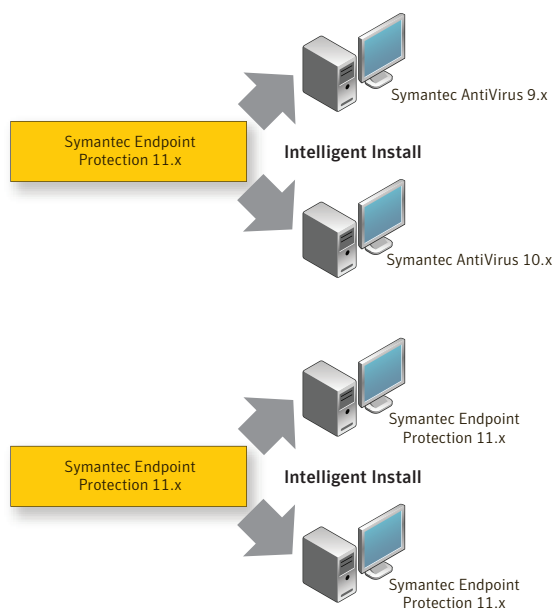 Symantec AntiVirus 9.x
Symantec Endpoint
Protection 11.x
Intelligent Install
Symantec AntiVirus 10.x
Symantec Endpoint
Protection 11.x
Symantec Endpoint
Protection 11.x
Intelligent Install
Symantec Endpoint
Protection 11.x